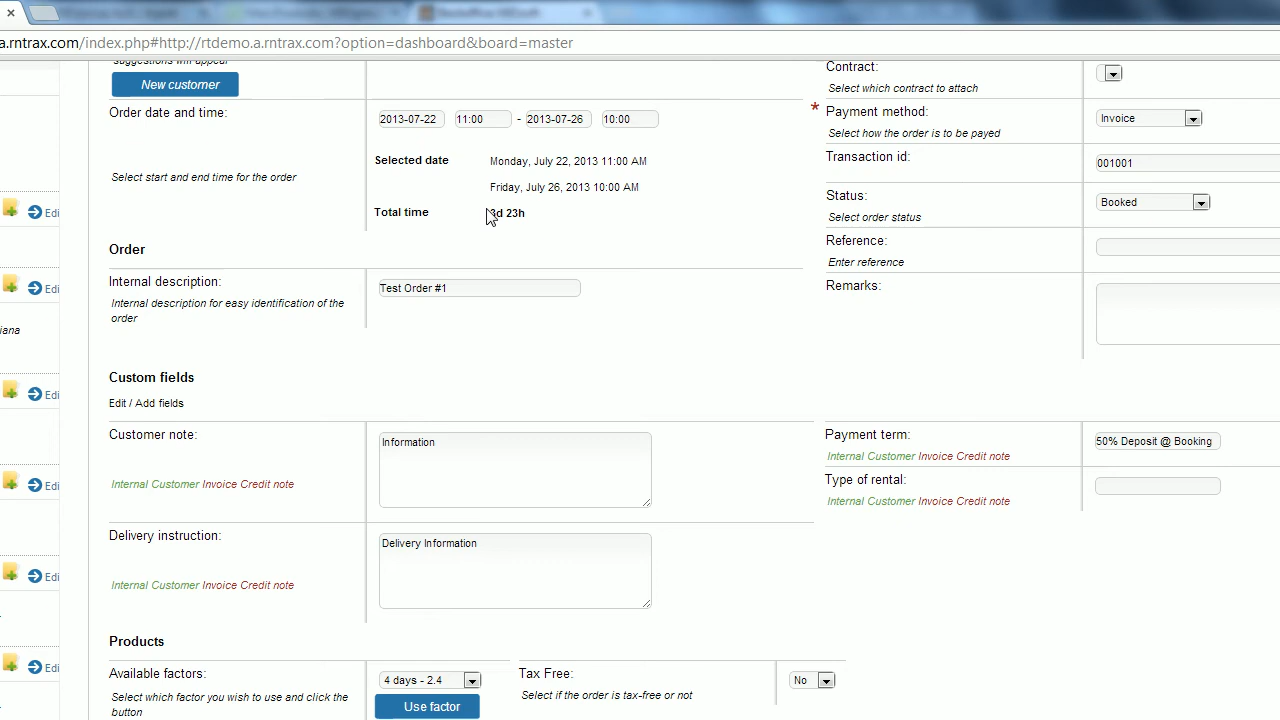 a.rntrax.com/index.php#http://rtdemo.a.rntrax.com?option=dashboard&board=master
suggestions will appear
New customer
Order date and time:
2013-07-22 11:00 - 2013-07-26 10:00
Select start and end time for the order
Selected date Monday, July 22, 2013 11:00 AM
Friday, July 26, 2013 10:00 AM
Total time 3d 23h
Order
Internal description:
Internal description for easy identification of the
order
Test Order #1
Contract:
Select which contract to attach
* Payment method:
Select how the order is to be payed
Invoice
Transaction id:
001001
Status:
Select order status
Booked
Reference:
Enter reference
Remarks:
Custom fields
Edit / Add fields
Customer note:
Internal Customer Invoice Credit note
Information
Delivery instruction:
Internal Customer Invoice Credit note
Delivery Information
Payment term:
Internal Customer Invoice Credit note
50% Deposit @ Booking
Type of rental:
Internal Customer Invoice Credit note
Products
Available factors:
Select which factor you wish to use and click the
button
4 days - 2.4
Use factor
Tax Free:
Select if the order is tax-free or not
No
Edi
Edi
iana
Edi
Edi
Edi
Edi